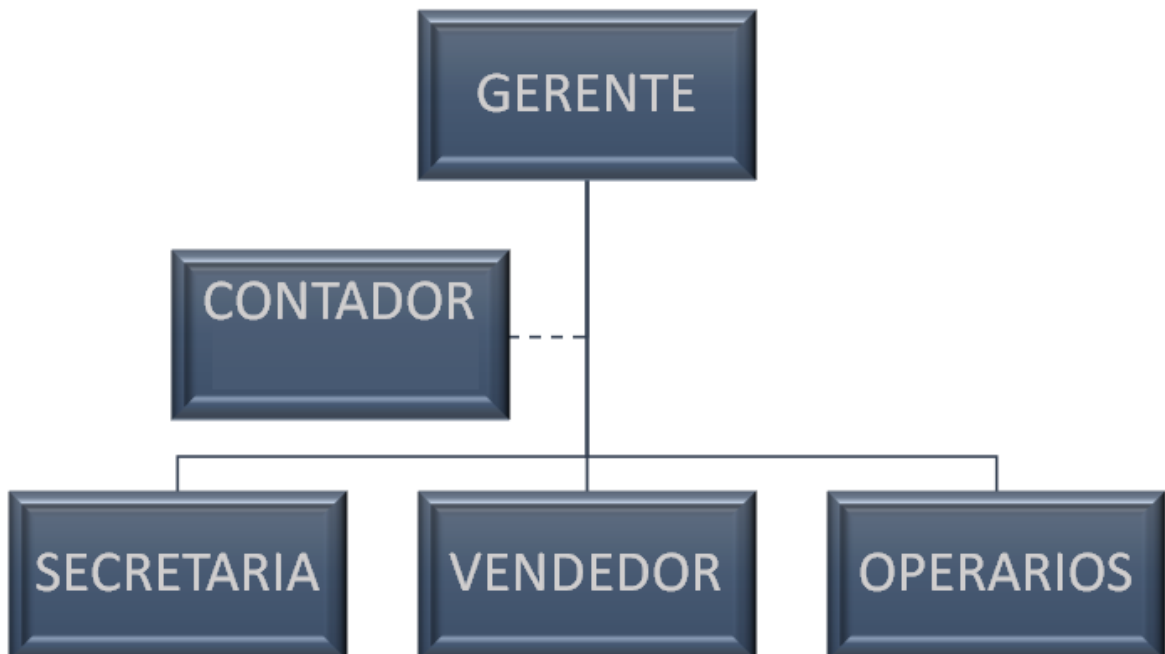 GERENTE
CONTADOR
SECRETARIA
VENDEDOR
OPERARIOS